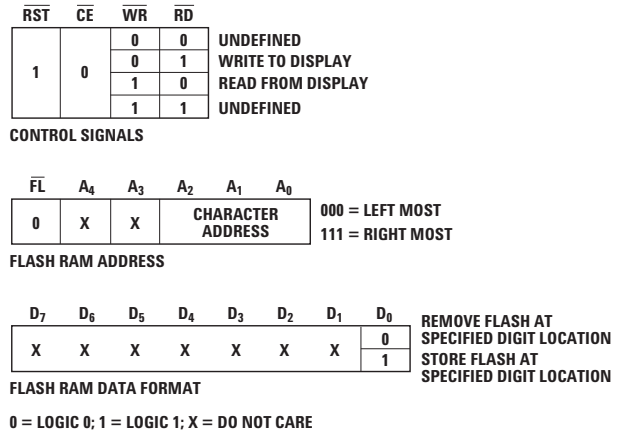 RST CE WR RD
1 0 0 0 UNDEFINED
0 1 WRITE TO DISPLAY
1 0 READ FROM DISPLAY
1 1 UNDEFINED
CONTROL SIGNALS
FL A4 A3 A2 A1 A0
0 X X CHARACTER ADDRESS 000 = LEFT MOST
111 = RIGHT MOST
FLASH RAM ADDRESS
D7 D6 D5 D4 D3 D2 D1 D0
X X X X X X X 0 REMOVE FLASH AT
SPECIFIED DIGIT LOCATION
1 STORE FLASH AT
SPECIFIED DIGIT LOCATION
FLASH RAM DATA FORMAT
0 = LOGIC 0; 1 = LOGIC 1; X = DO NOT CARE